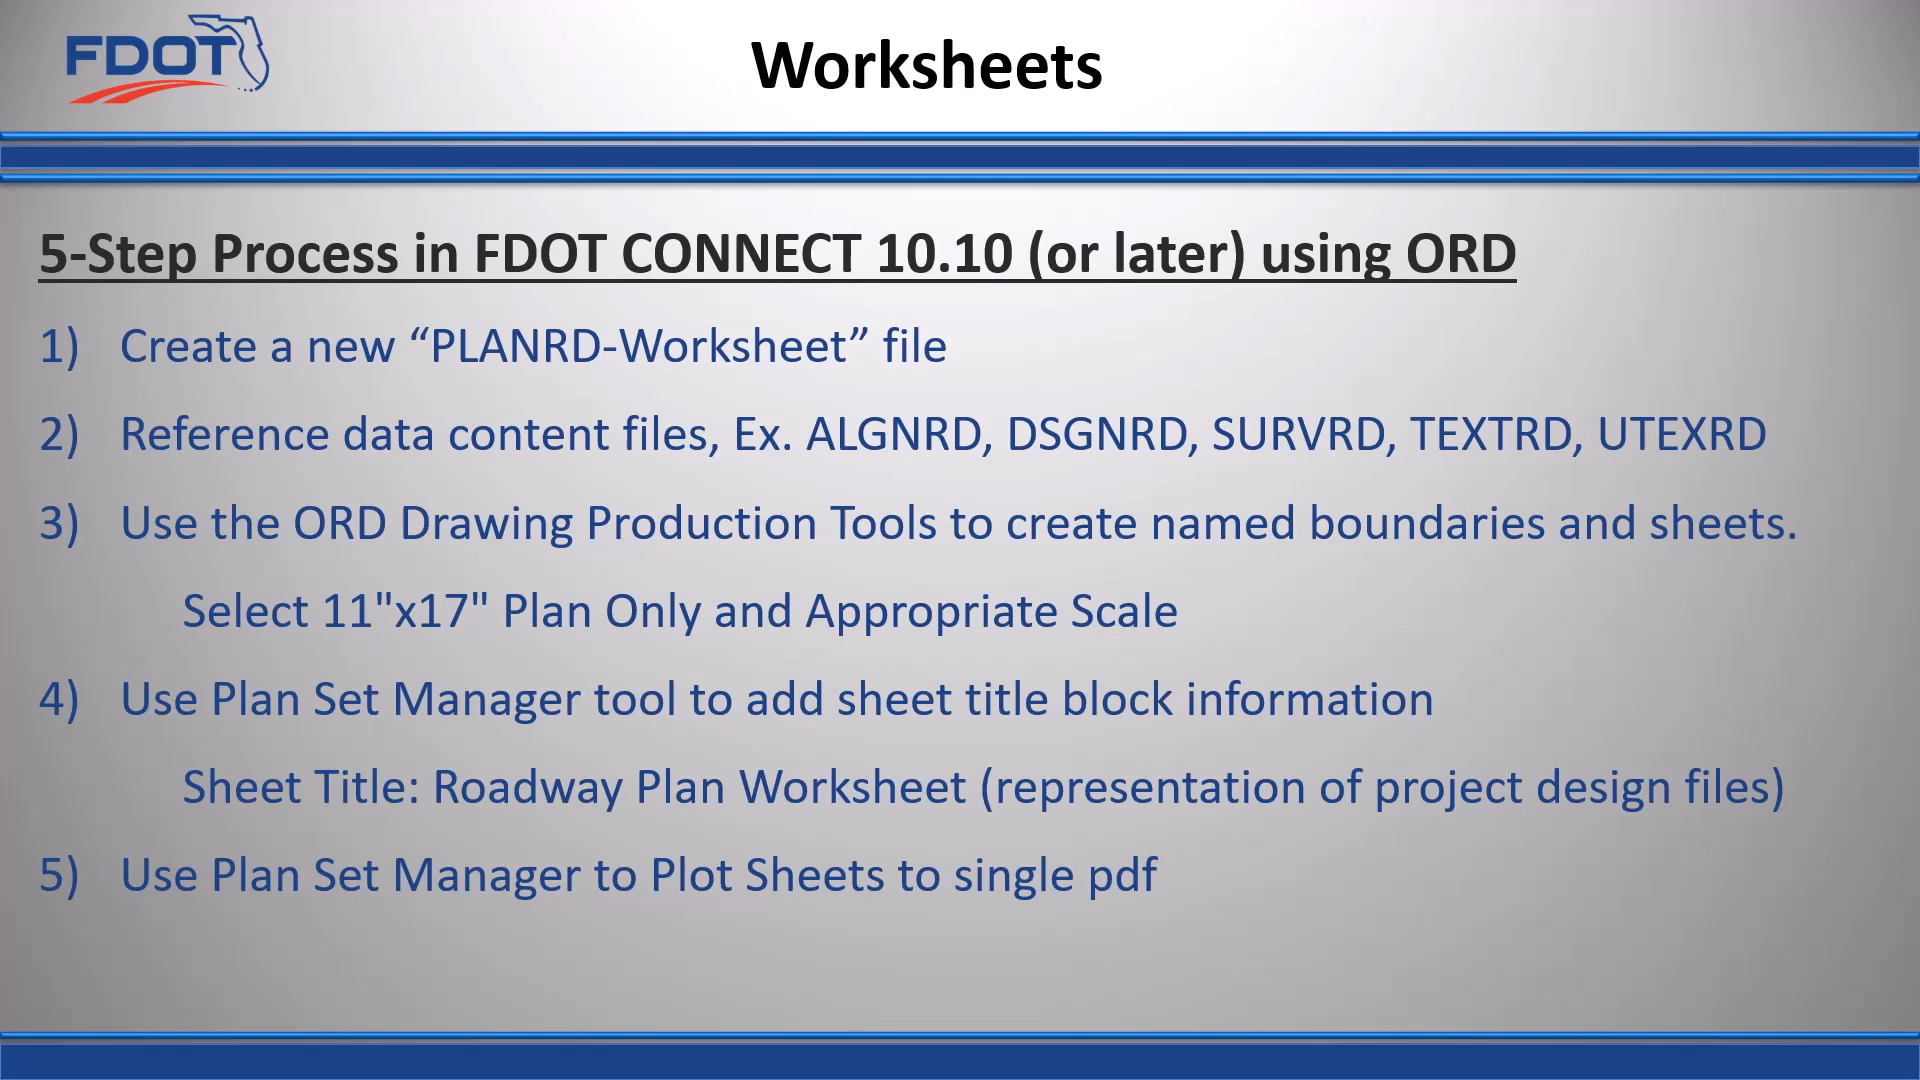 FDOT
Worksheets
5-Step Process in FDOT CONNECT 10.10 (or later) using ORD
1) Create a new “PLANRD-Worksheet” file
2) Reference data content files, Ex. ALGNRD, DSGNRD, SURVRD, TEXTRD, UTEXRD
3) Use the ORD Drawing Production Tools to create named boundaries and sheets.
Select 11"x17" Plan Only and Appropriate Scale
4) Use Plan Set Manager tool to add sheet title block information
Sheet Title: Roadway Plan Worksheet (representation of project design files)
5) Use Plan Set Manager to Plot Sheets to single pdf